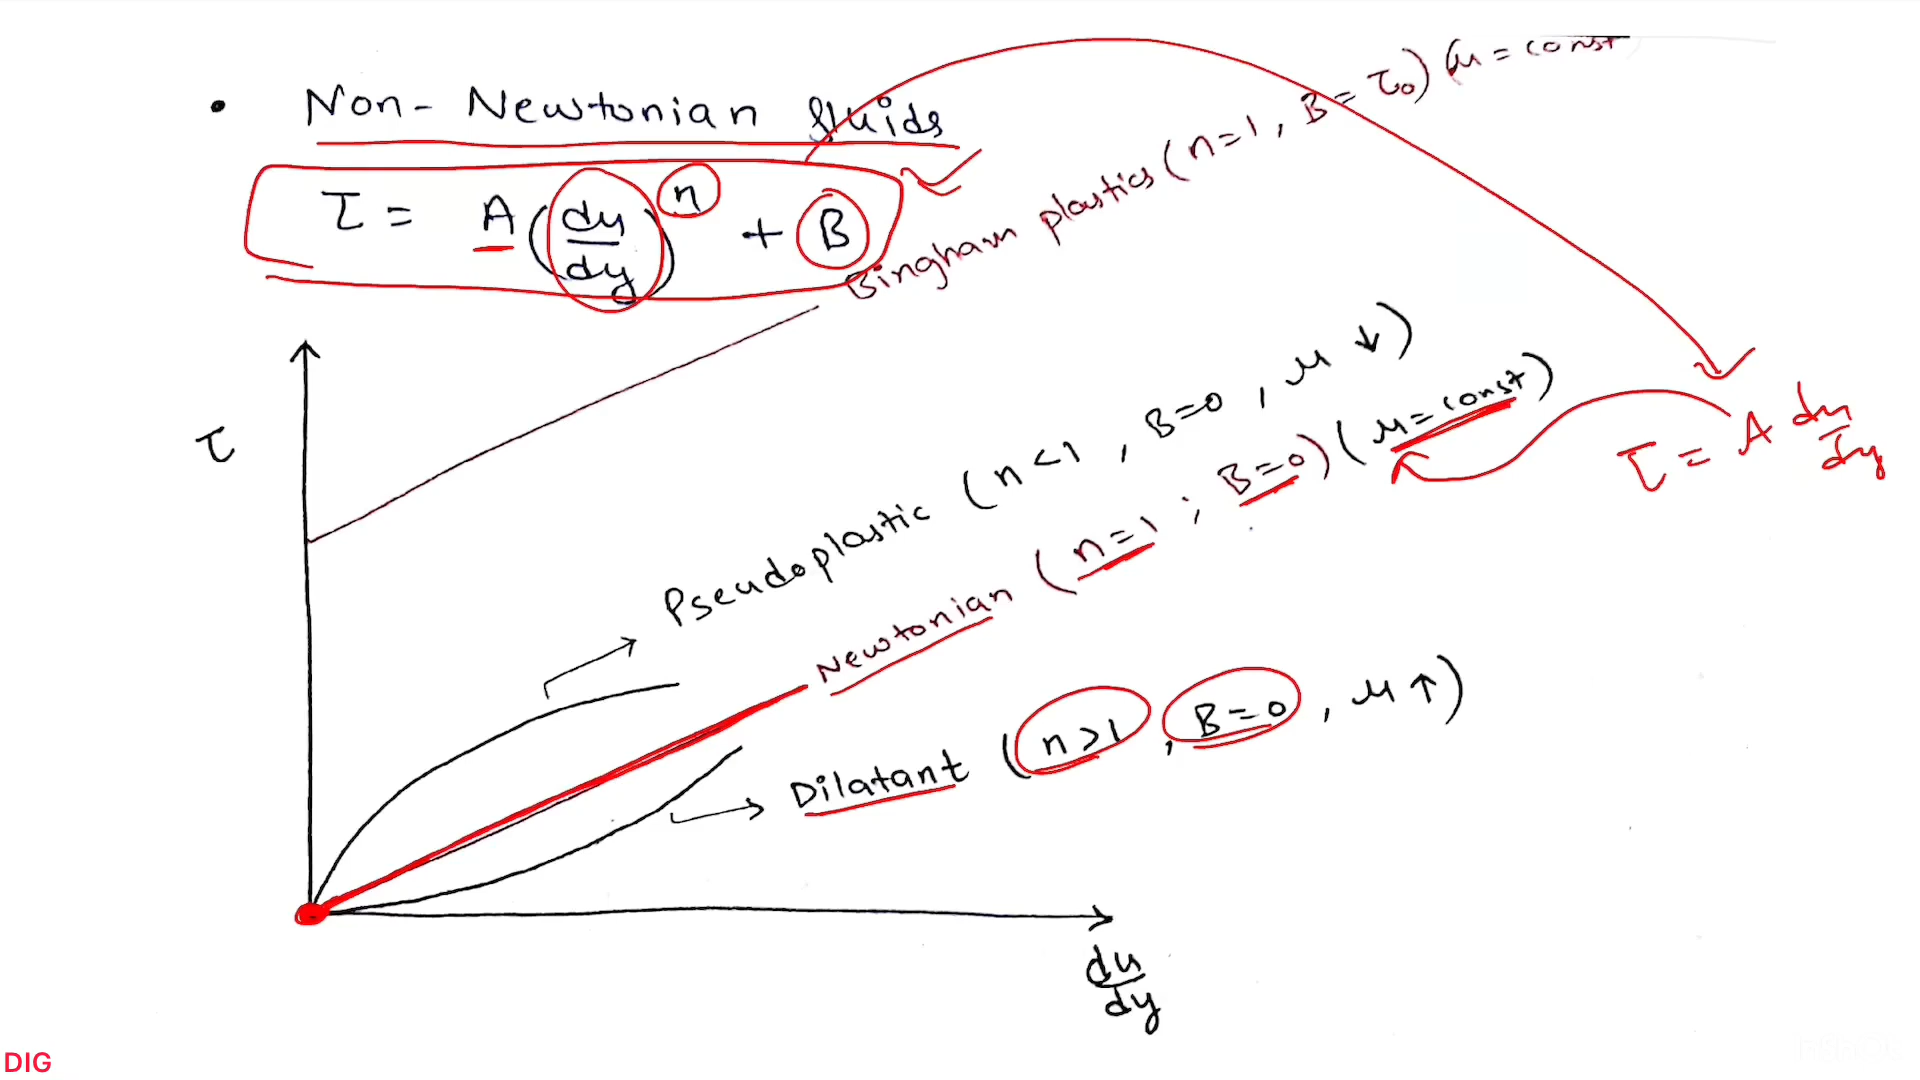 • Non-Newtonian fluids
τ = A (du/dy)^n + B
Bingham plastics (n=1, B=τ₀) (μ=const
τ
Pseudoplastic (n<1, B=0, μ↓)
Newtonian (n=1; B=0) (μ=const)
τ = A du/dy
Dilatant (n>1, B=0, μ↑)
du/dy
DIG